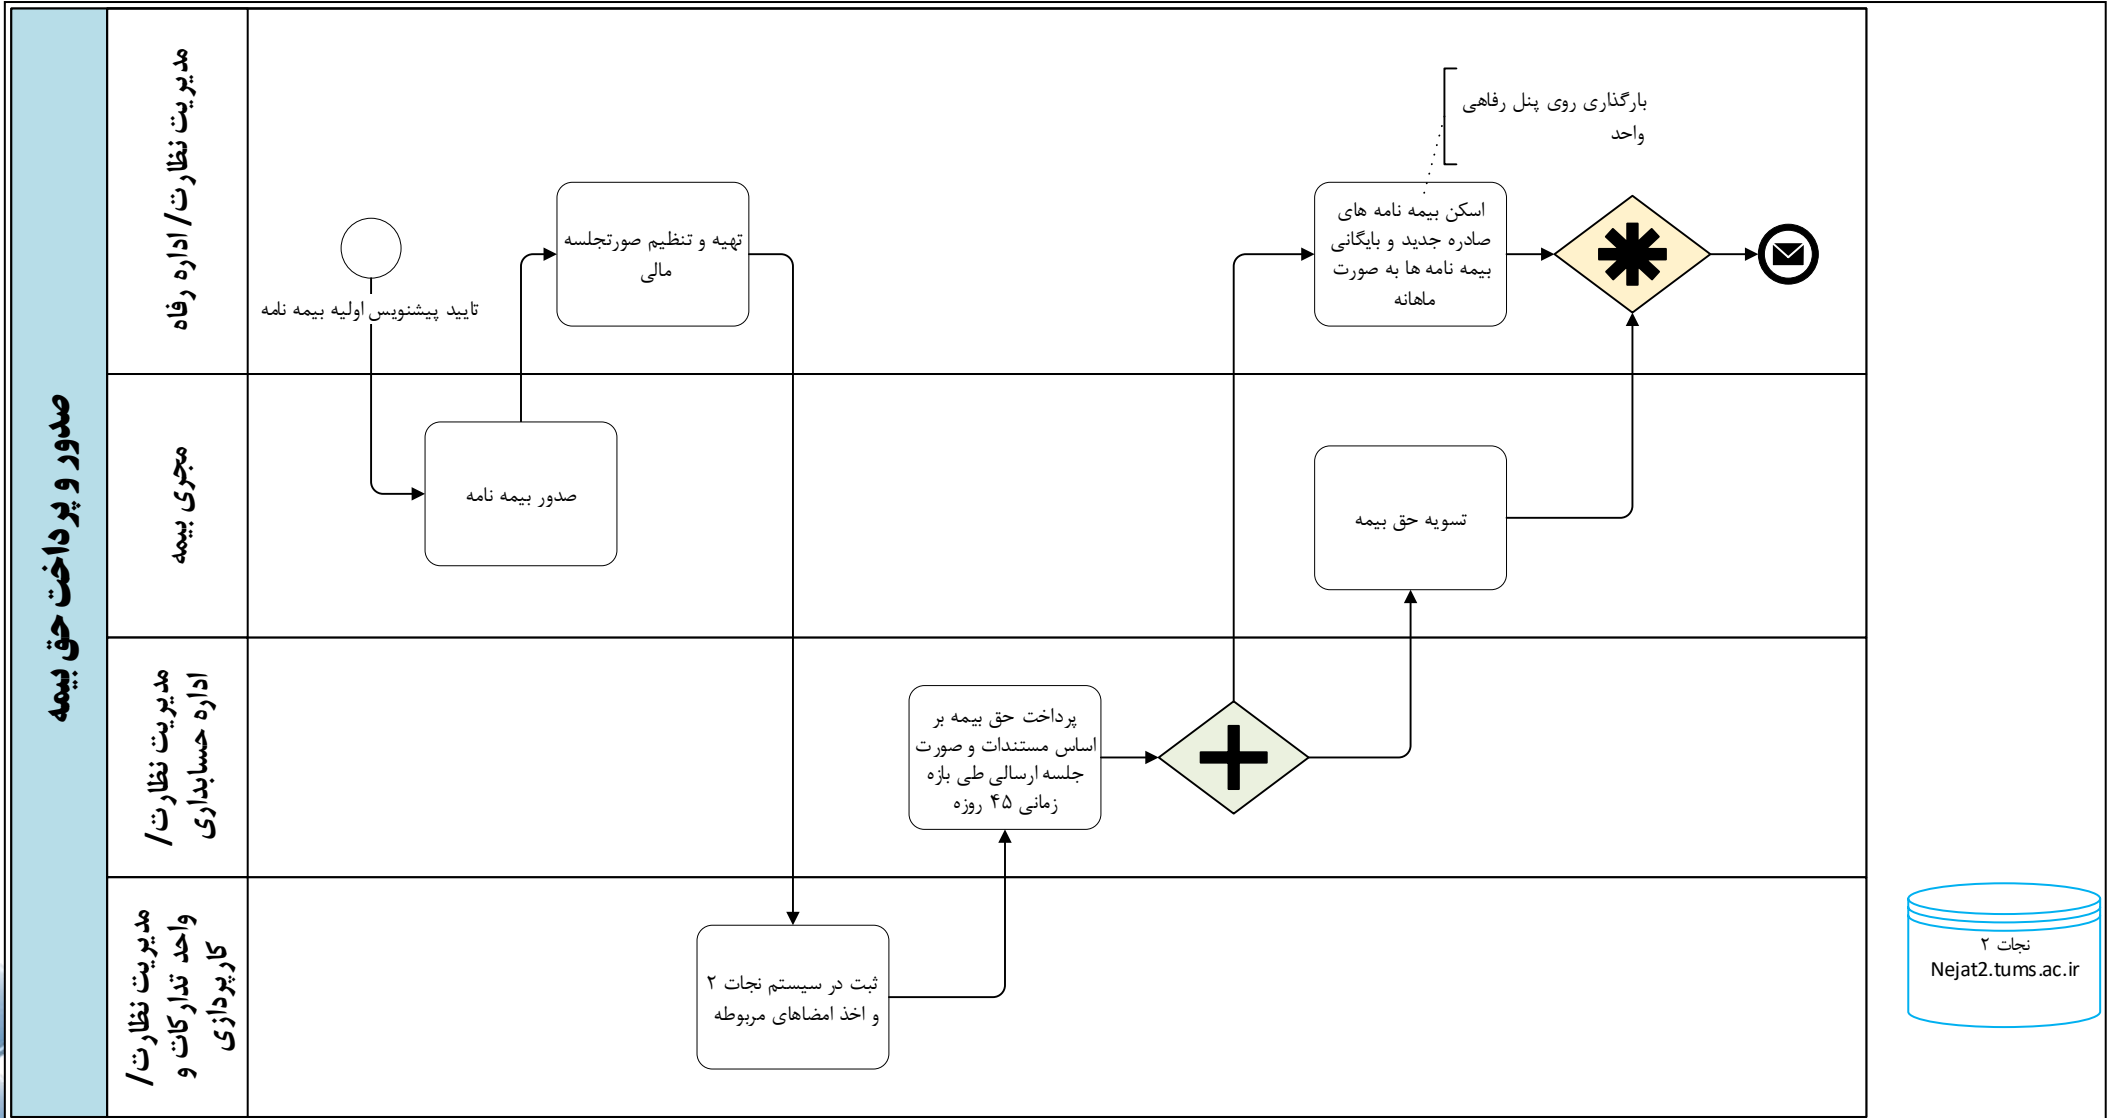 صدور و پرداخت حق بیمه
مدیریت نظارت/ اداره رفاه
تایید پیشنویس اولیه بیمه نامه
تهیه و تنظیم صورتجلسه
مالی
بارگذاری روی پنل رفاهی
واحد
اسکن بیمه نامه های
صادره جدید و بایگانی
بیمه نامه ها به صورت
ماهانه
مجری بیمه
صدور بیمه نامه
تسویه حق بیمه
مدیریت نظارت/
اداره حسابداری
پرداخت حق بیمه بر
اساس مستندات و صورت
جلسه ارسالی طی بازه
زمانی ۴۵ روزه
مدیریت نظارت/
واحد تدارکات و
کارپردازی
ثبت در سیستم نجات ۲
و اخذ امضاهای مربوطه
نجات ۲
Nejat2.tums.ac.ir